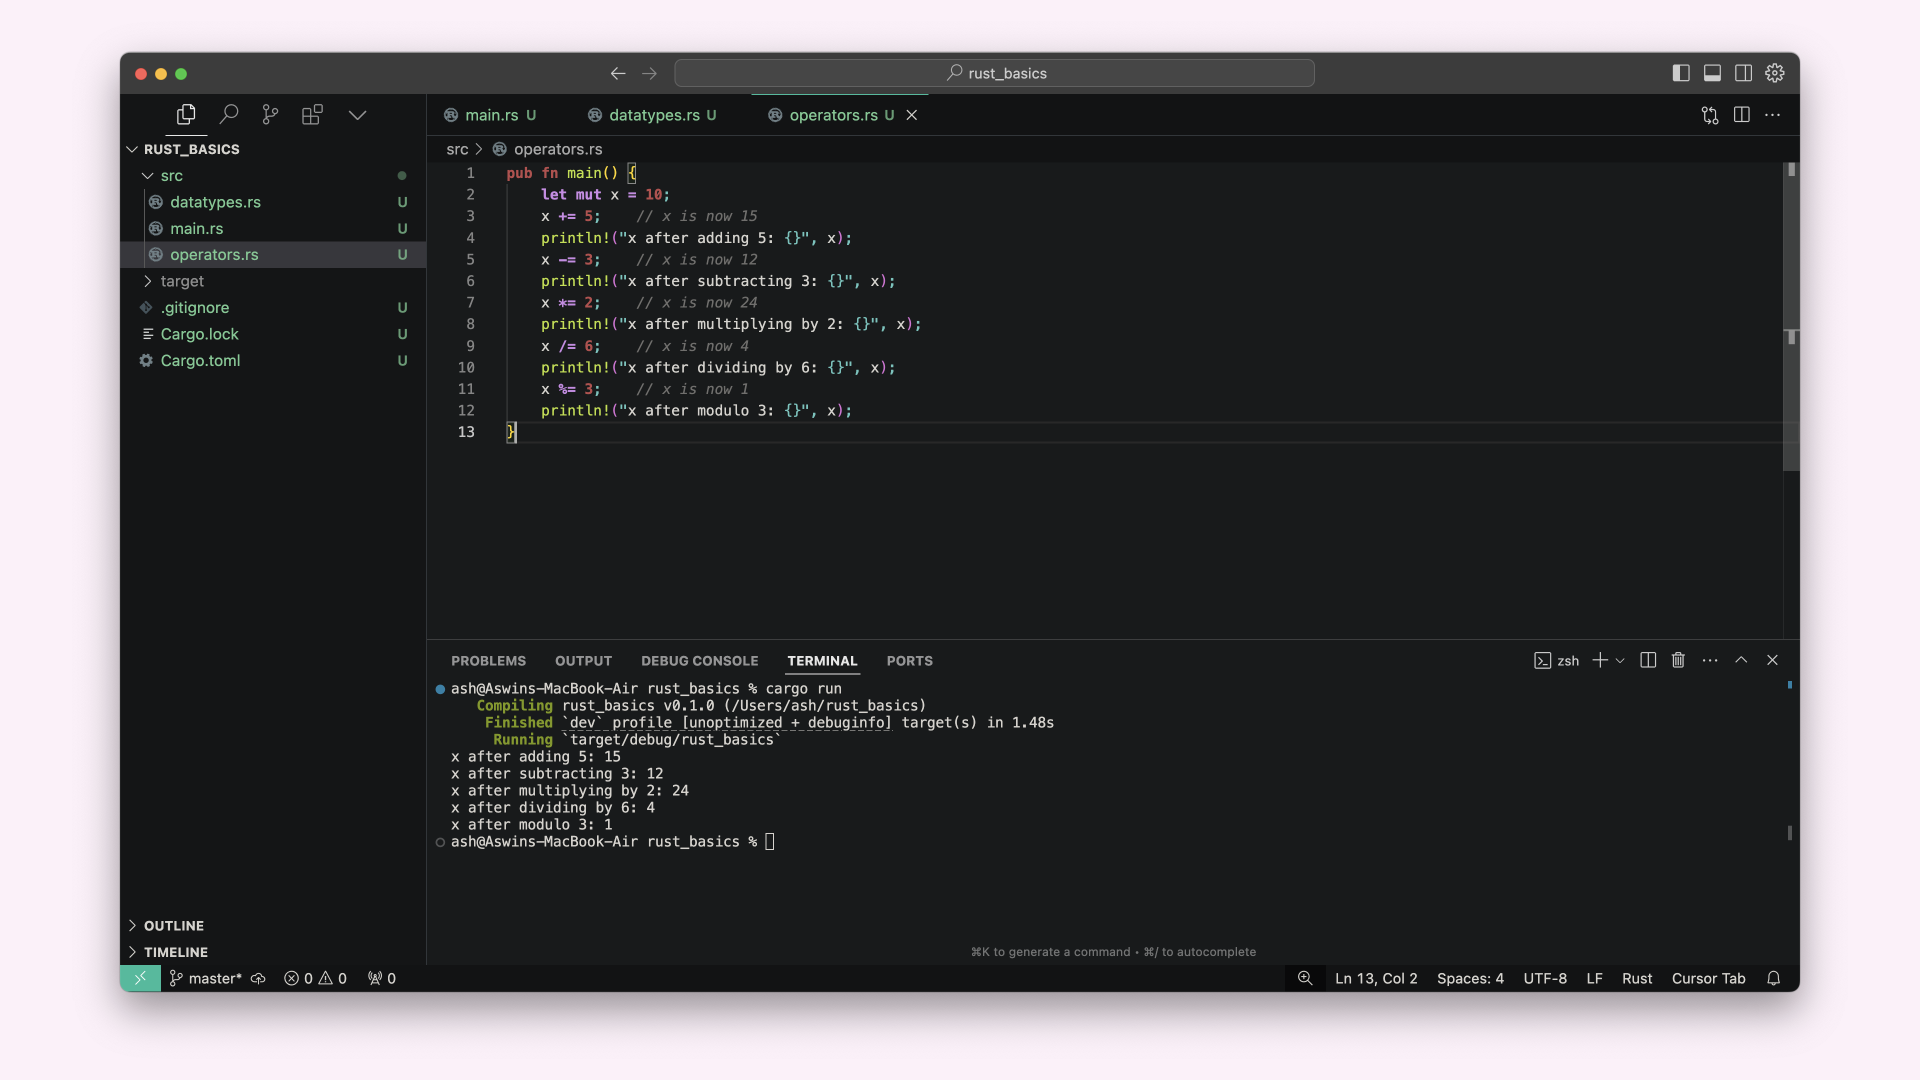 rust_basics
main.rs U
datatypes.rs U
operators.rs U
RUST_BASICS
src
datatypes.rs U
main.rs U
operators.rs U
target
.gitignore U
Cargo.lock U
Cargo.toml U
OUTLINE
TIMELINE
src > operators.rs
1 pub fn main() {
2 let mut x = 10;
3 x += 5; // x is now 15
4 println!("x after adding 5: {}", x);
5 x -= 3; // x is now 12
6 println!("x after subtracting 3: {}", x);
7 x *= 2; // x is now 24
8 println!("x after multiplying by 2: {}", x);
9 x /= 6; // x is now 4
10 println!("x after dividing by 6: {}", x);
11 x %= 3; // x is now 1
12 println!("x after modulo 3: {}", x);
13 }
PROBLEMS OUTPUT DEBUG CONSOLE TERMINAL PORTS
zsh
ash@Aswins-MacBook-Air rust_basics % cargo run
Compiling rust_basics v0.1.0 (/Users/ash/rust_basics)
Finished `dev` profile [unoptimized + debuginfo] target(s) in 1.48s
Running `target/debug/rust_basics`
x after adding 5: 15
x after subtracting 3: 12
x after multiplying by 2: 24
x after dividing by 6: 4
x after modulo 3: 1
ash@Aswins-MacBook-Air rust_basics %
⌘K to generate a command • ⌘/ to autocomplete
master* 0 0 0
Ln 13, Col 2 Spaces: 4 UTF-8 LF Rust Cursor Tab